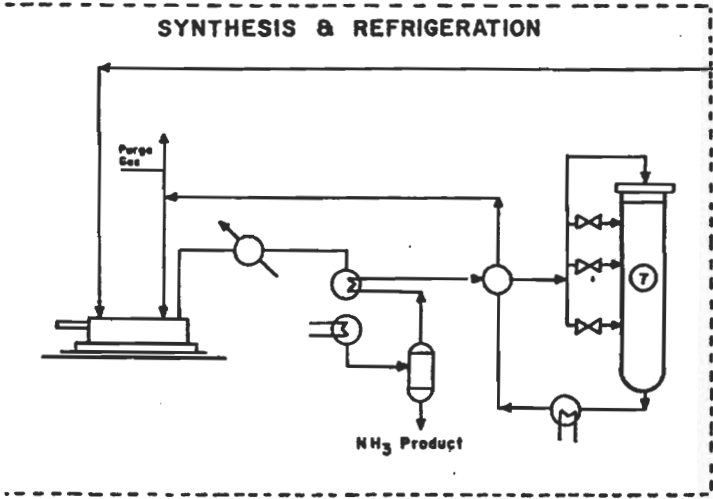 SYNTHESIS & REFRIGERATION
Purge
Gas
7
NH3 Product